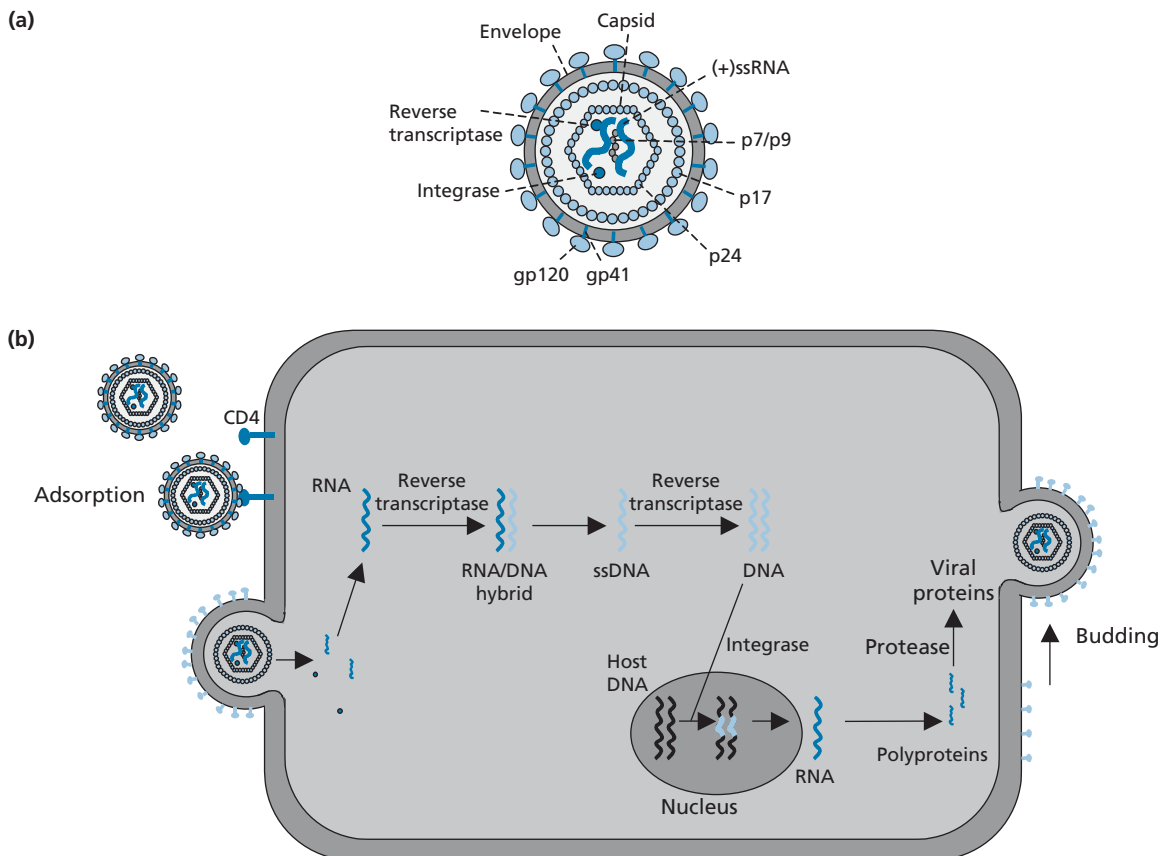 (a)
Capsid
Envelope
(+)ssRNA
Reverse
transcriptase
p7/p9
Integrase
p17
p24
gp120
gp41
(b)
CD4
Adsorption
RNA
Reverse
transcriptase
Reverse
transcriptase
RNA/DNA
hybrid
ssDNA
DNA
Viral
proteins
Integrase
Protease
Budding
Host
DNA
Polyproteins
RNA
Nucleus